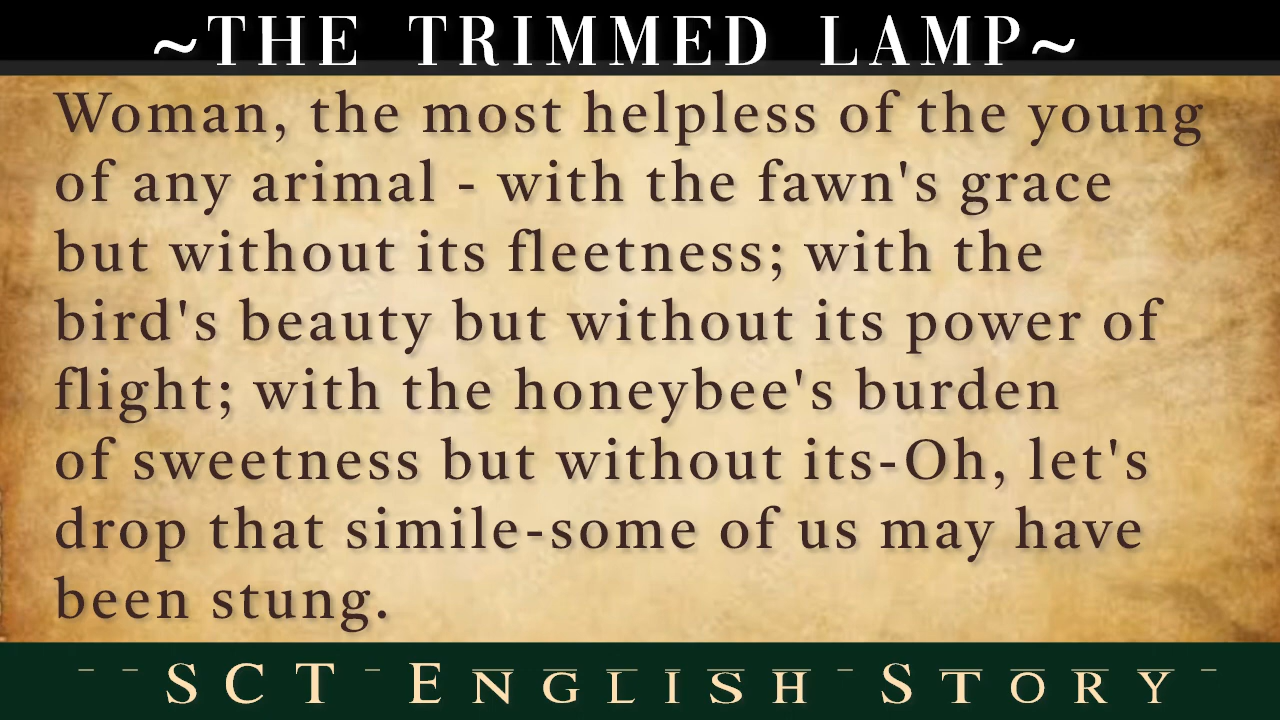 ~THE TRIMMED LAMP~
Woman, the most helpless of the young
of any arimal - with the fawn's grace
but without its fleetness; with the
bird's beauty but without its power of
flight; with the honeybee's burden
of sweetness but without its-Oh, let's
drop that simile-some of us may have
been stung.
SCT English Story